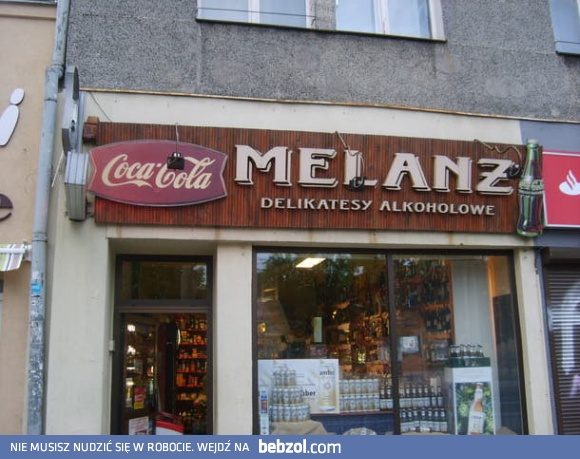 Coca-Cola
MELANZ
DELIKATESY ALKOHOLOWE
NIE MUSISZ NUDZIĆ SIĘ W ROBOCIE. WEJDŹ NA bebzol.com